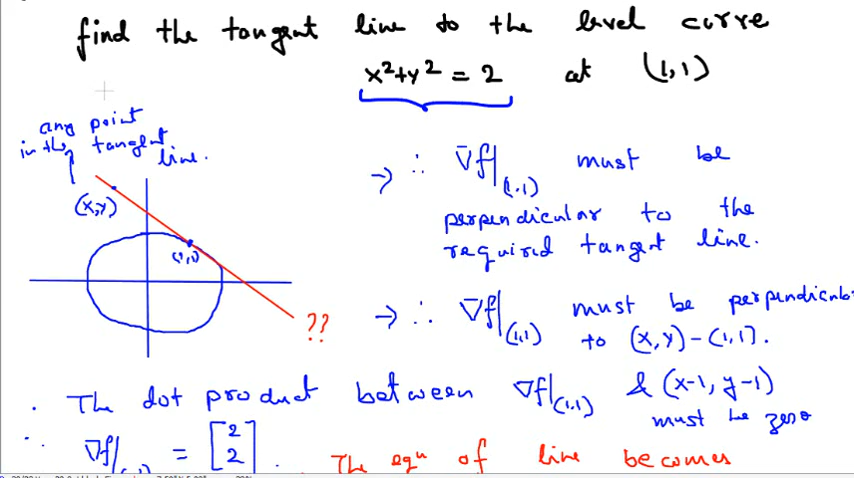 find the tangent line to the level curve
x²+y² = 2 at (1,1)
any point
in the tangent
line.
(x,y)
(1,1)
??
→ ∴ ∇f|(1,1) must be
perpendicular to the
required tangent line.
→ ∴ ∇f|(1,1) must be perpendicular
to (x,y)-(1,1).
∴ The dot product between ∇f|(1,1) & (x-1, y-1)
must be zero
∴ ∇f|(1,1) = [2 2]. The equ of line becomes